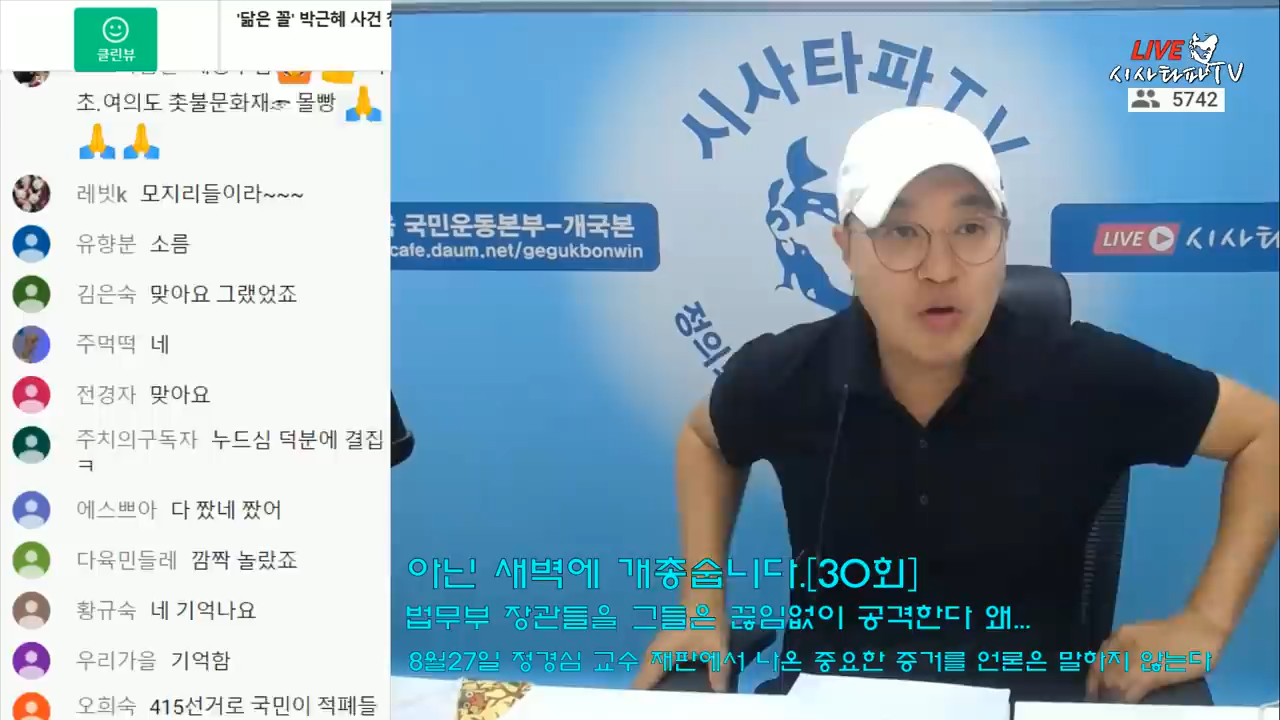 클린뷰
'닮은 꼴' 박근혜 사건
초.여의도 촛불문화재 몰빵
레빗k 모지리들이라~~~
유향분 소름
김은숙 맞아요 그랬었죠
주먹떡 네
전경자 맞아요
주치의구독자 누드심 덕분에 결집
ㅋ
에스쁘아 다 짰네 짰어
다육민들레 깜짝 놀랐죠
황규숙 네 기억나요
우리가을 기억함
오희숙 415선거로 국민이 적폐들
시사타파TV
LIVE
시사타파TV
5742
국민운동본부-개국본
cafe.daum.net/gegukbonwin
LIVE 시사타
정의
아닌 새벽에 개총숩니다.[30회]
법무부 장관들을 그들은 끊임없이 공격한다 왜...
8월27일 정경심 교수 재판에서 나온 중요한 증거를 언론은 말하지 않는다